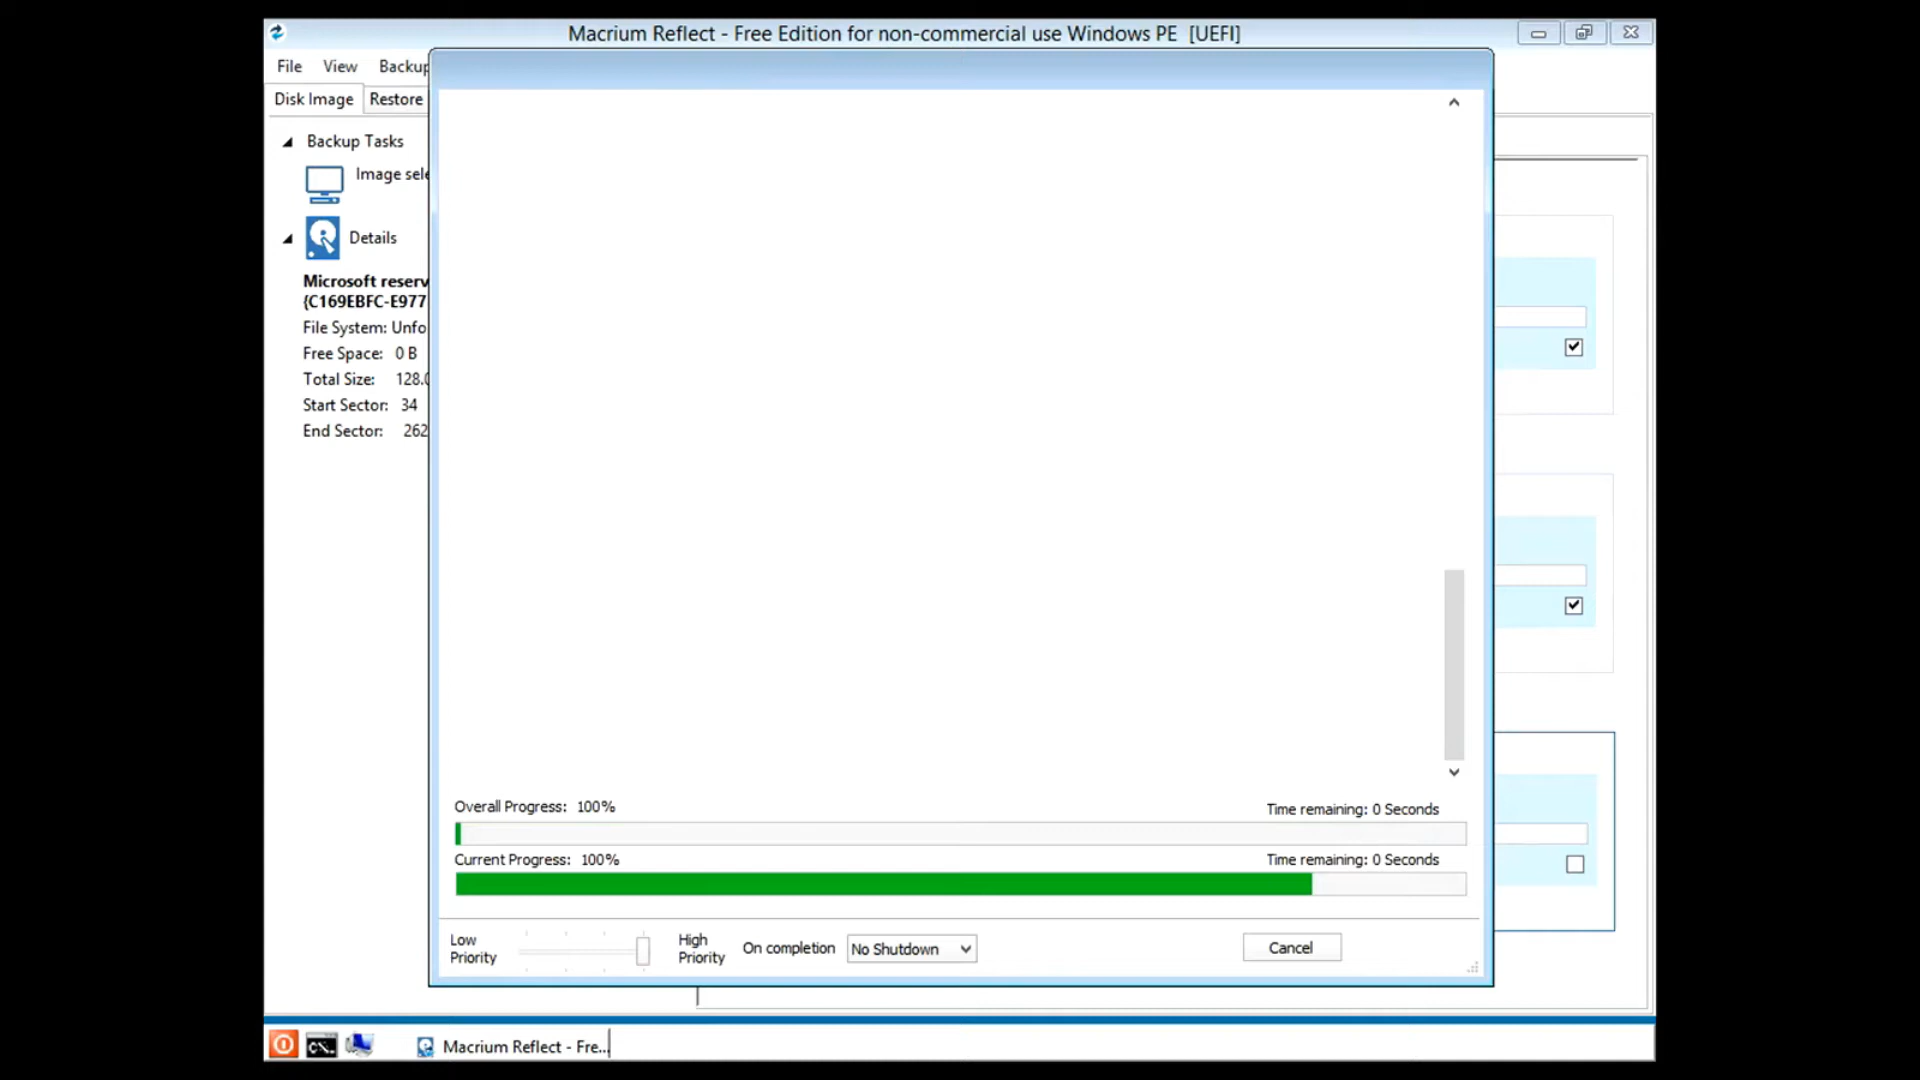 Macrium Reflect - Free Edition for non-commercial use Windows PE [UEFI]
File View Backup
Disk Image Restore
Backup Tasks
Image sele
Details
Microsoft reserv
{C169EBFC-E977
File System: Unfo
Free Space: 0 B
Total Size: 128.0
Start Sector: 34
End Sector: 262
Overall Progress: 100%
Time remaining: 0 Seconds
Current Progress: 100%
Time remaining: 0 Seconds
Low Priority
High Priority
On completion
No Shutdown
Cancel
Macrium Reflect - Fre...